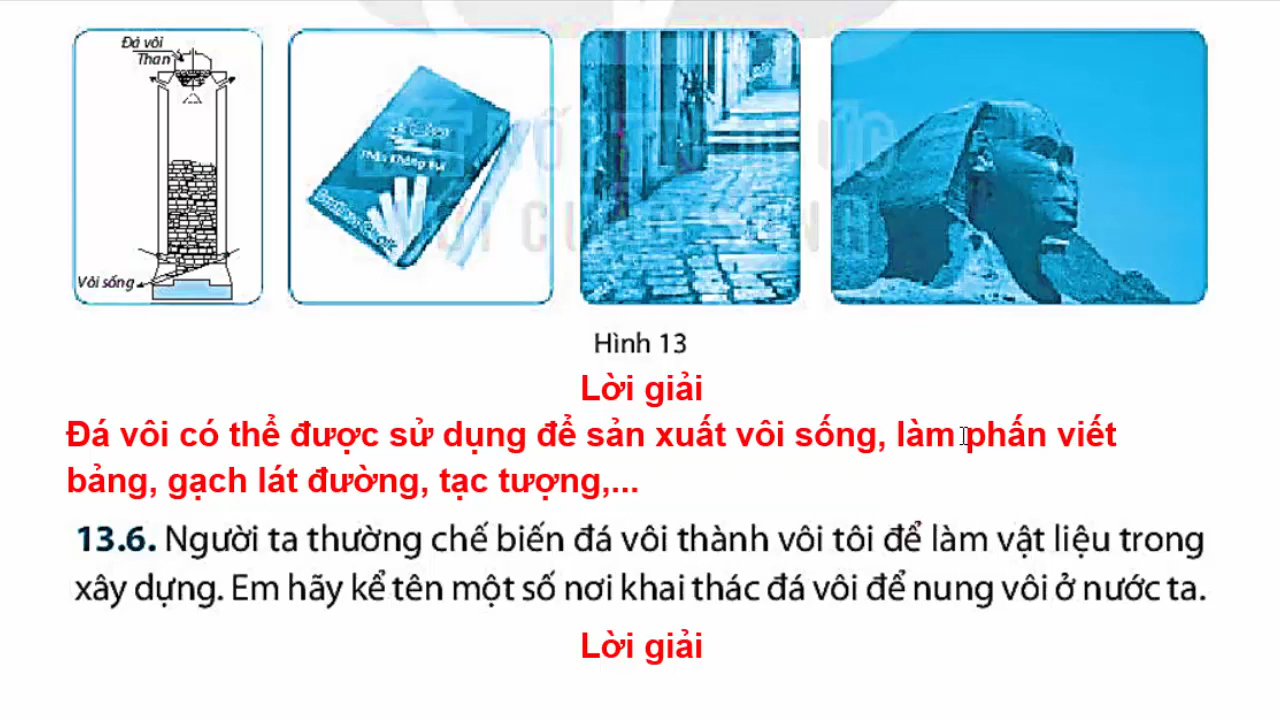 Đá vôi
Than
Vôi sống
Hình 13
Lời giải
Đá vôi có thể được sử dụng để sản xuất vôi sống, làm phấn viết
bảng, gạch lát đường, tạc tượng,...
13.6. Người ta thường chế biến đá vôi thành vôi tôi để làm vật liệu trong
xây dựng. Em hãy kể tên một số nơi khai thác đá vôi để nung vôi ở nước ta.
Lời giải